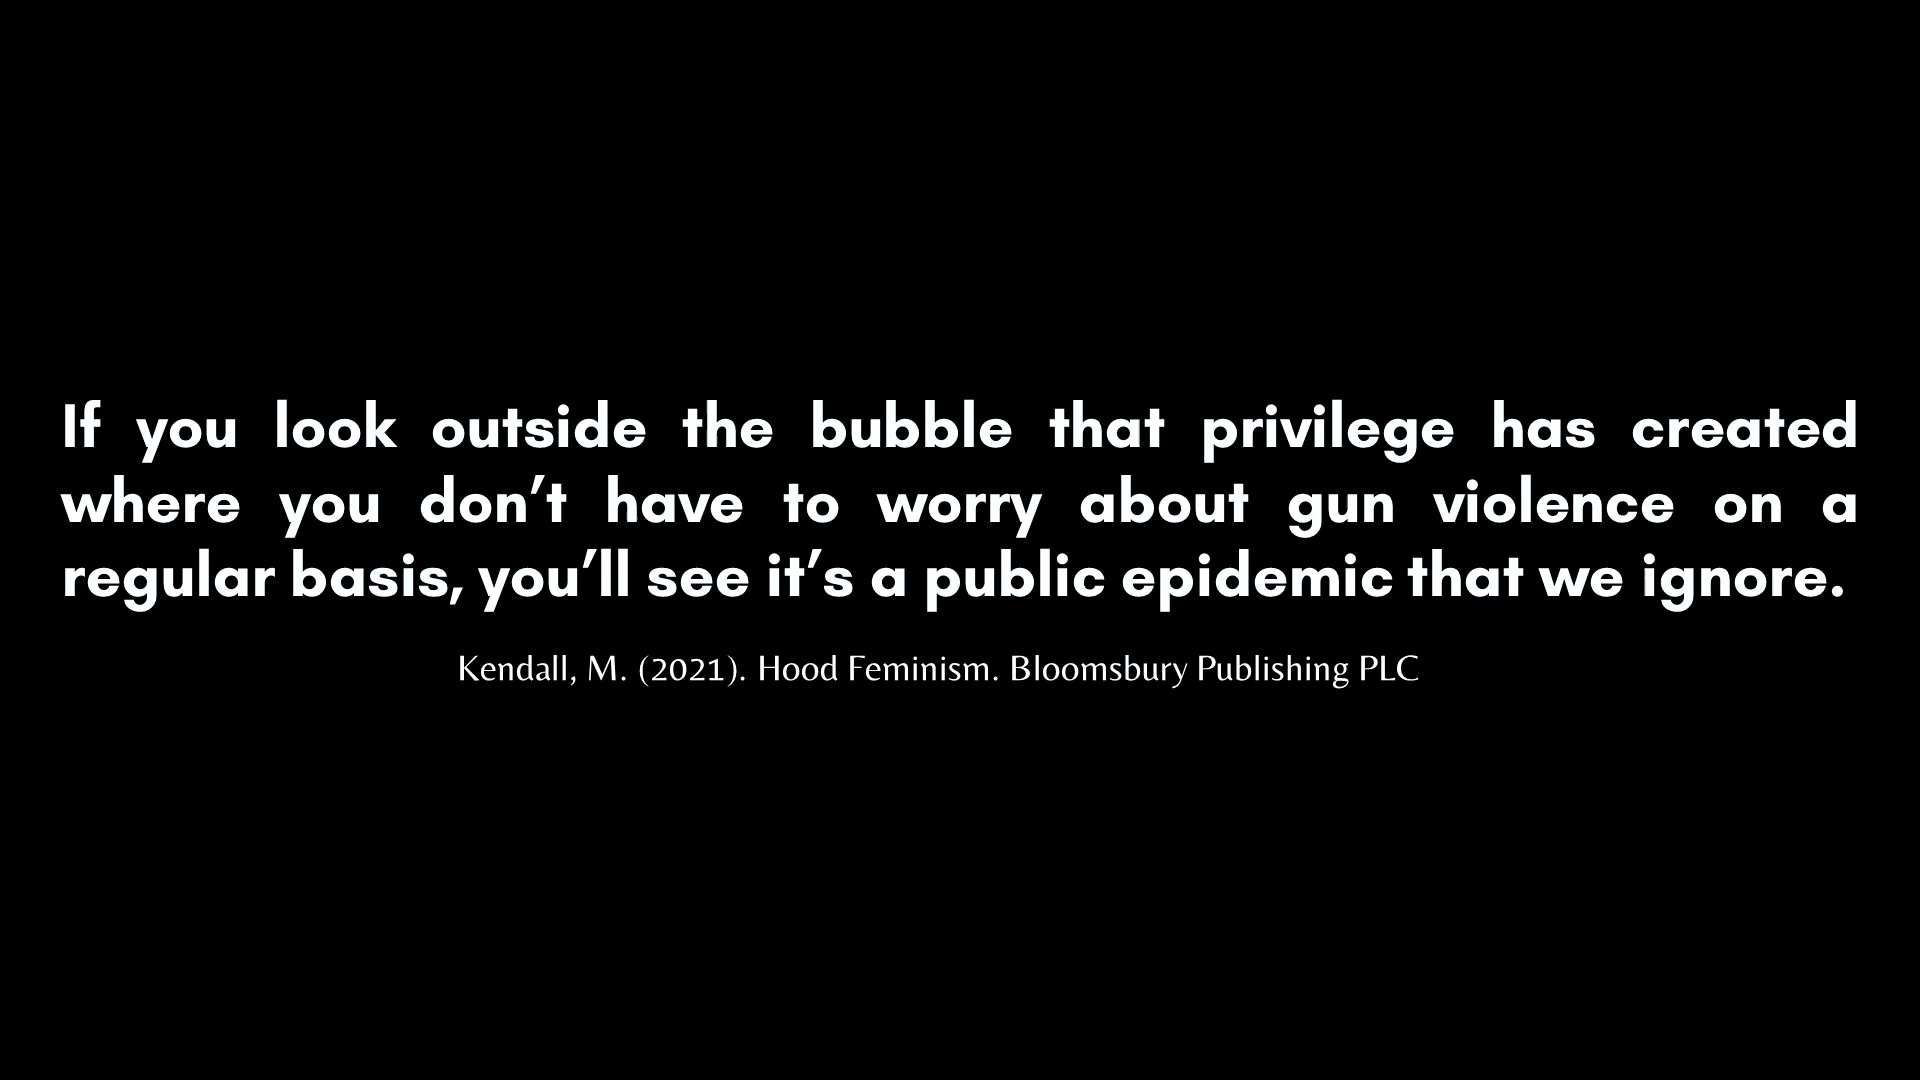 If you look outside the bubble that privilege has created
where you don’t have to worry about gun violence on a
regular basis, you’ll see it’s a public epidemic that we ignore.
Kendall, M. (2021). Hood Feminism. Bloomsbury Publishing PLC